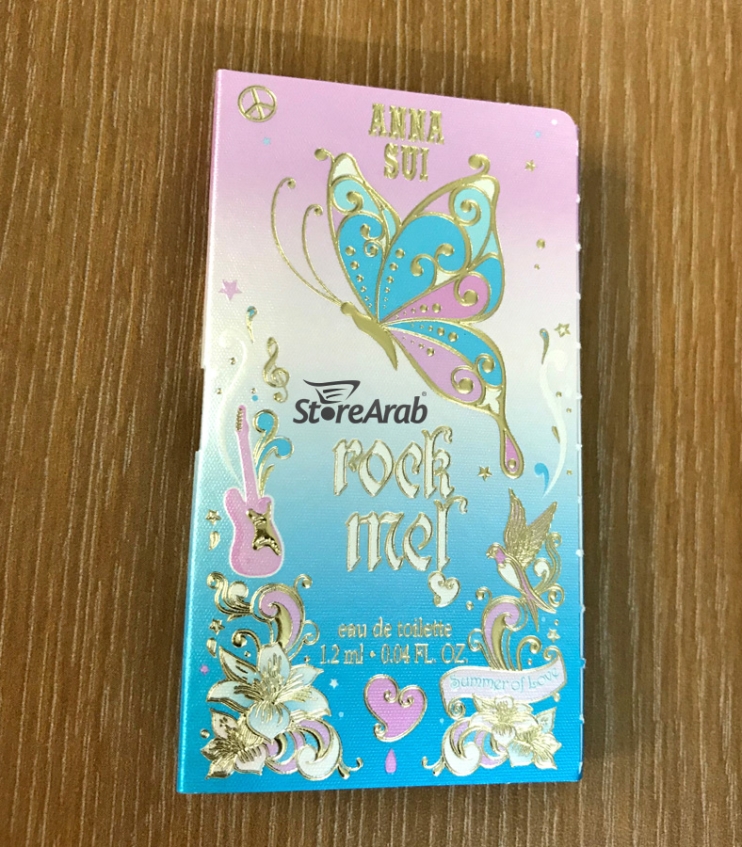 ANNA
SUI
StoreArab®
rock
me!
eau de toilette
1.2 ml • 0.04 FL. OZ.
Summer of Love